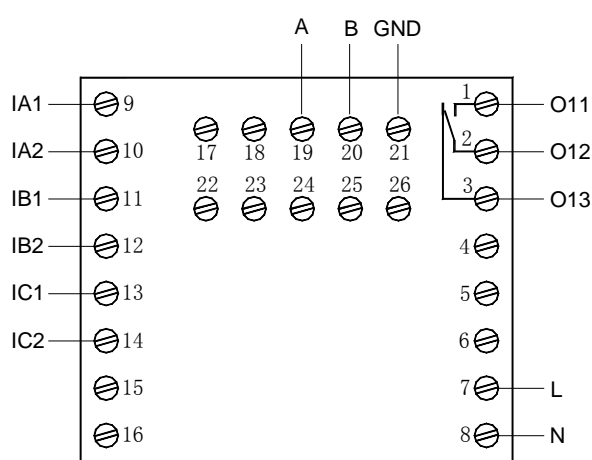 A B GND
IA1 9 1 O11
17 18 19 20 21
IA2 10 2 O12
22 23 24 25 26
IB1 11 3 O13
IB2 12 4
IC1 13 5
IC2 14 6
15 7 L
16 8 N